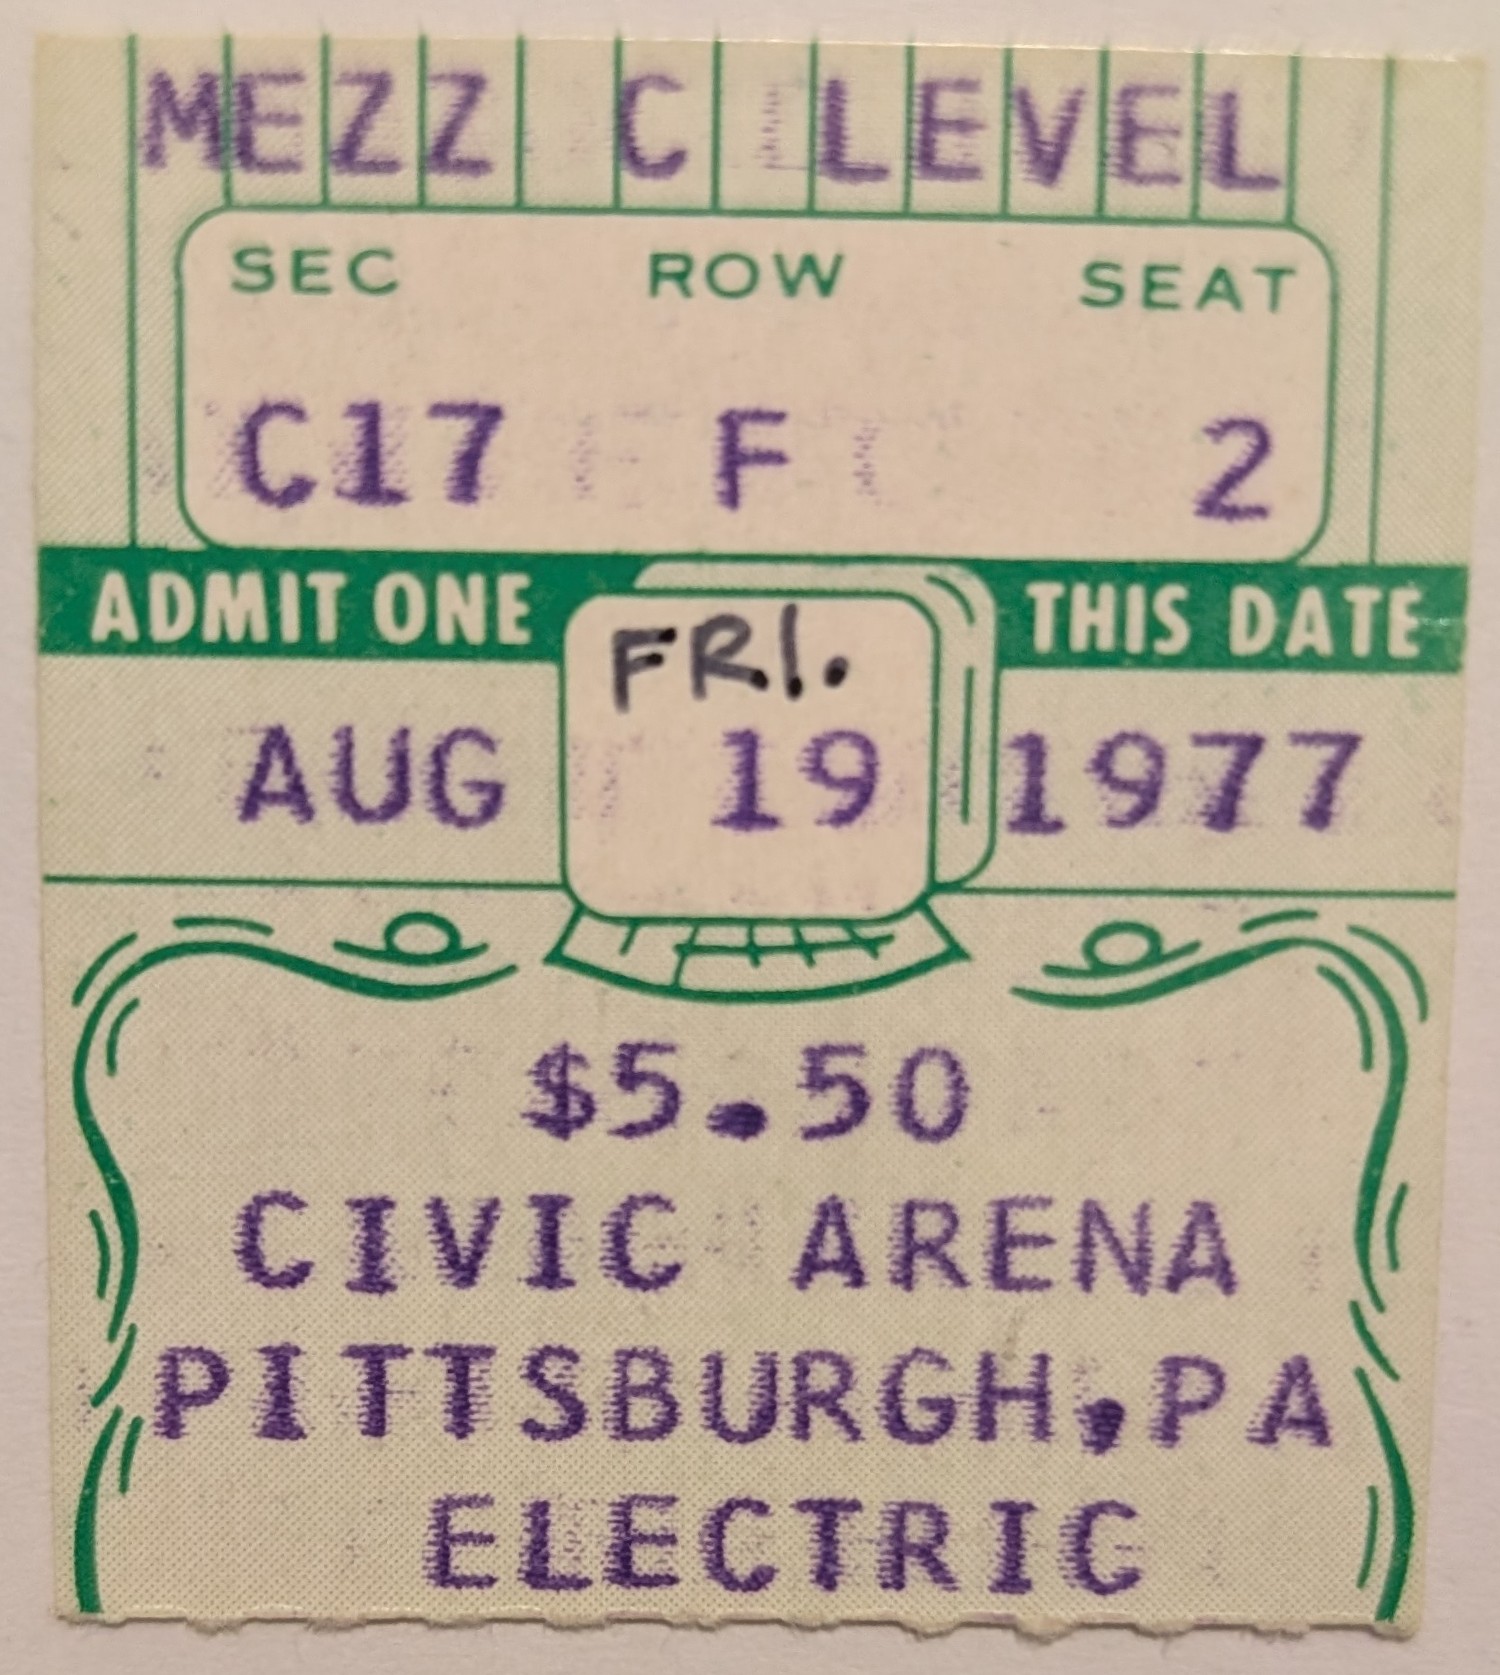 MEZZ C LEVEL
SEC ROW SEAT
C17 F 2
ADMIT ONE THIS DATE
FRI.
AUG 19 1977
$5.50
CIVIC ARENA
PITTSBURGH,PA
ELECTRIC